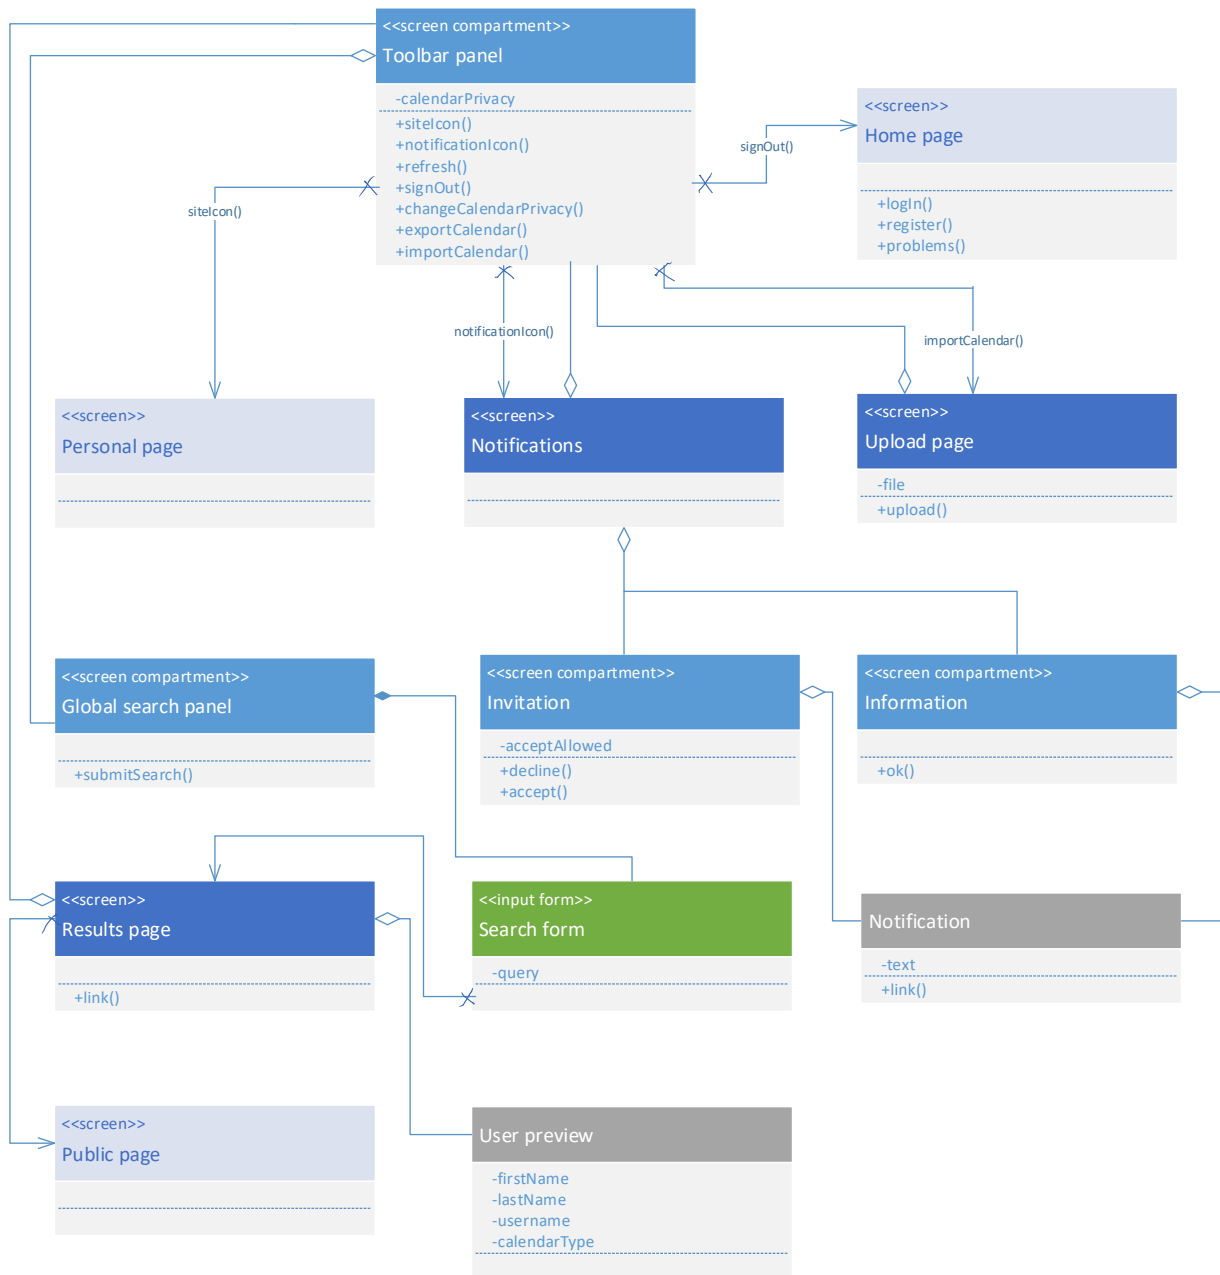 <<screen compartment>>
Toolbar panel
-calendarPrivacy
+siteIcon()
+notificationIcon()
+refresh()
+signOut()
+changeCalendarPrivacy()
+exportCalendar()
+importCalendar()
<<screen>>
Home page
+logIn()
+register()
+problems()
signOut()
siteIcon()
notificationIcon()
importCalendar()
<<screen>>
Personal page
<<screen>>
Notifications
<<screen>>
Upload page
-file
+upload()
<<screen compartment>>
Global search panel
+submitSearch()
<<screen compartment>>
Invitation
-acceptAllowed
+decline()
+accept()
<<screen compartment>>
Information
+ok()
<<screen>>
Results page
+link()
<<input form>>
Search form
-query
Notification
-text
+link()
<<screen>>
Public page
User preview
-firstName
-lastName
-username
-calendarType